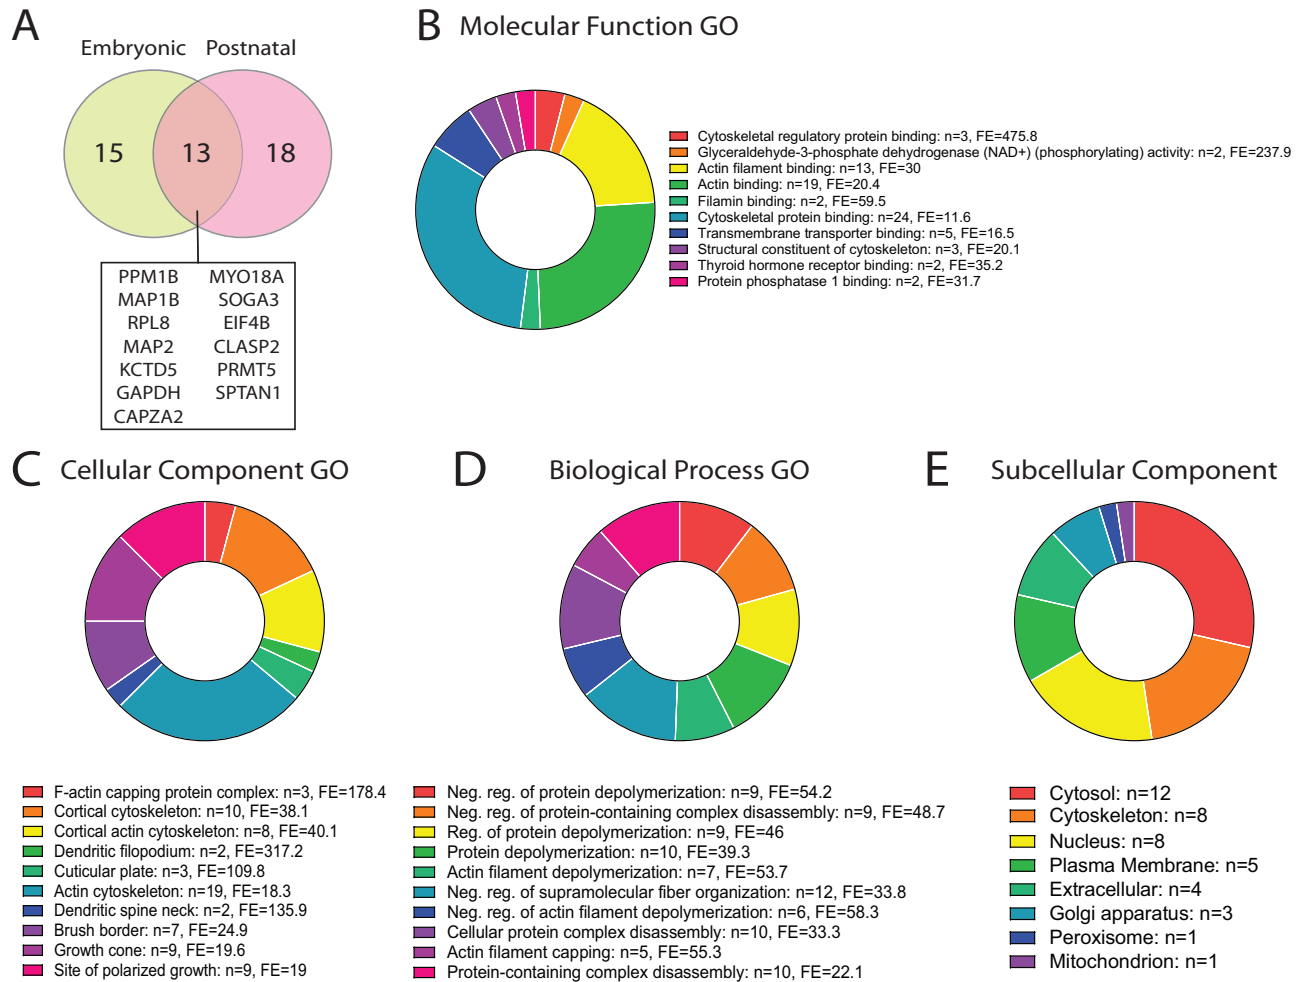 A
Embryonic Postnatal
15 13 18
PPM1B MYO18A
MAP1B SOGA3
RPL8 EIF4B
MAP2 CLASP2
KCTD5 PRMT5
GAPDH SPTAN1
CAPZA2
B Molecular Function GO
Cytoskeletal regulatory protein binding: n=3, FE=475.8
Glyceraldehyde-3-phosphate dehydrogenase (NAD+) (phosphorylating) activity: n=2, FE=237.9
Actin filament binding: n=13, FE=30
Actin binding: n=19, FE=20.4
Filamin binding: n=2, FE=59.5
Cytoskeletal protein binding: n=24, FE=11.6
Transmembrane transporter binding: n=5, FE=16.5
Structural constituent of cytoskeleton: n=3, FE=20.1
Thyroid hormone receptor binding: n=2, FE=35.2
Protein phosphatase 1 binding: n=2, FE=31.7
C Cellular Component GO
F-actin capping protein complex: n=3, FE=178.4
Cortical cytoskeleton: n=10, FE=38.1
Cortical actin cytoskeleton: n=8, FE=40.1
Dendritic filopodium: n=2, FE=317.2
Cuticular plate: n=3, FE=109.8
Actin cytoskeleton: n=19, FE=18.3
Dendritic spine neck: n=2, FE=135.9
Brush border: n=7, FE=24.9
Growth cone: n=9, FE=19.6
Site of polarized growth: n=9, FE=19
D Biological Process GO
Neg. reg. of protein depolymerization: n=9, FE=54.2
Neg. reg. of protein-containing complex disassembly: n=9, FE=48.7
Reg. of protein depolymerization: n=9, FE=46
Protein depolymerization: n=10, FE=39.3
Actin filament depolymerization: n=7, FE=53.7
Neg. reg. of supramolecular fiber organization: n=12, FE=33.8
Neg. reg. of actin filament depolymerization: n=6, FE=58.3
Cellular protein complex disassembly: n=10, FE=33.3
Actin filament capping: n=5, FE=55.3
Protein-containing complex disassembly: n=10, FE=22.1
E Subcellular Component
Cytosol: n=12
Cytoskeleton: n=8
Nucleus: n=8
Plasma Membrane: n=5
Extracellular: n=4
Golgi apparatus: n=3
Peroxisome: n=1
Mitochondrion: n=1